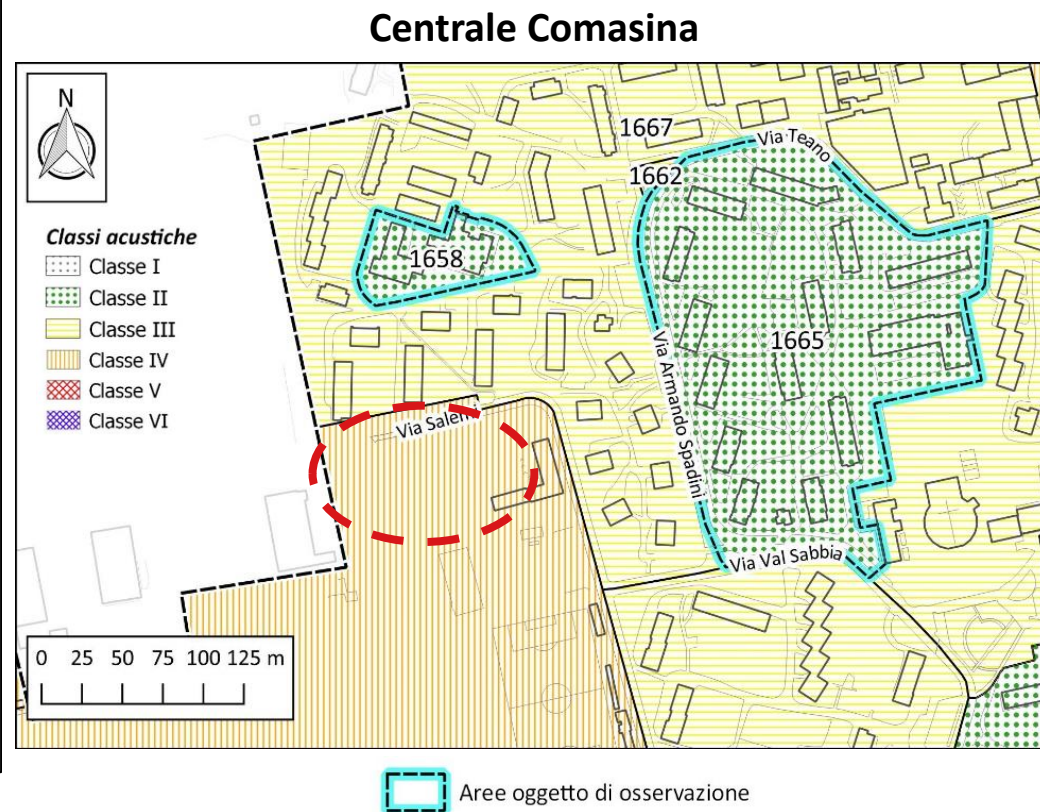 Centrale Comasina
N
Classi acustiche
Classe I
Classe II
Classe III
Classe IV
Classe V
Classe VI
1667
Via Teano
1662
1658
1665
Via Armando Spadini
Via Salemi
Via Val Sabbia
0 25 50 75 100 125 m
Aree oggetto di osservazione